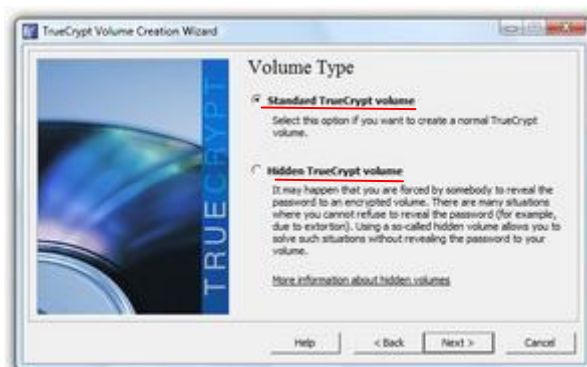 TrueCrypt Volume Creation Wizard
TRUECRYPT
Volume Type
Standard TrueCrypt volume
Select this option if you want to create a normal TrueCrypt
volume.
Hidden TrueCrypt volume
It may happen that you are forced by somebody to reveal the
password to an encrypted volume. There are many situations
where you cannot refuse to reveal the password (for example,
due to extortion). Using a so-called hidden volume allows you to
solve such situations without revealing the password to your
volume.
More information about hidden volumes
Help < Back Next > Cancel